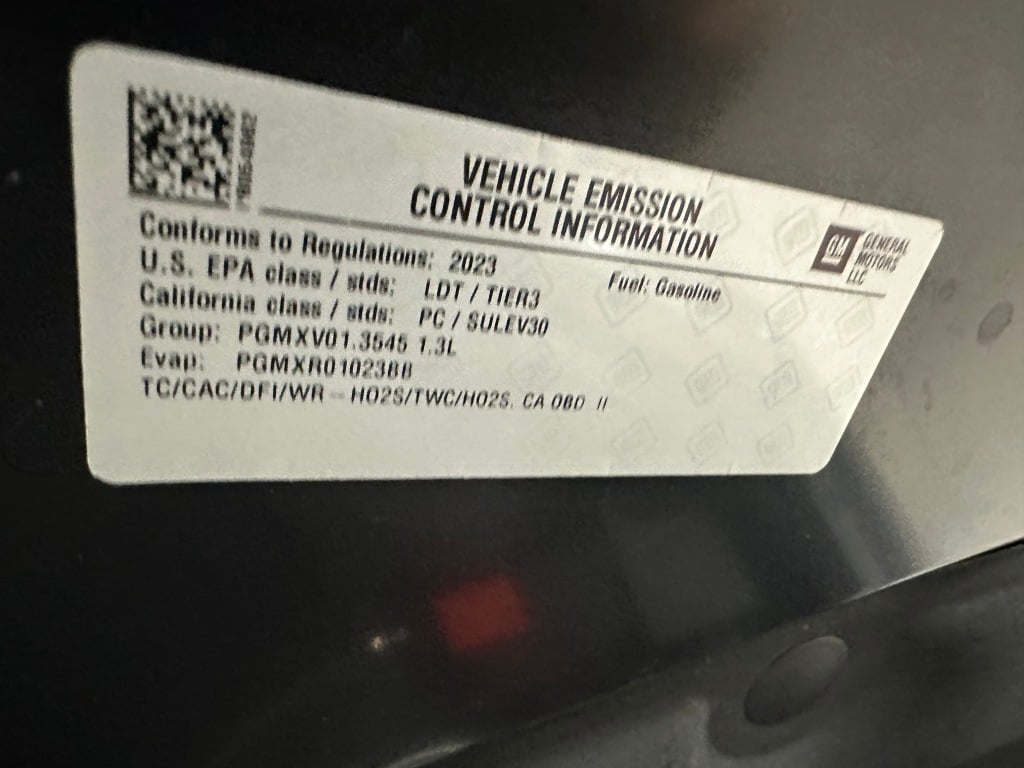 VEHICLE EMISSION
CONTROL INFORMATION
GM GENERAL MOTORS LLC
Conforms to Regulations: 2023
Fuel: Gasoline
U.S. EPA class / stds: LDT / TIER3
California class / stds: PC / SULEV30
Group: PGMXV01.3545 1.3L
Evap: PGMXR0102388
TC/CAC/DFI/WR – HO2S/TWC/HO2S, CA OBD II